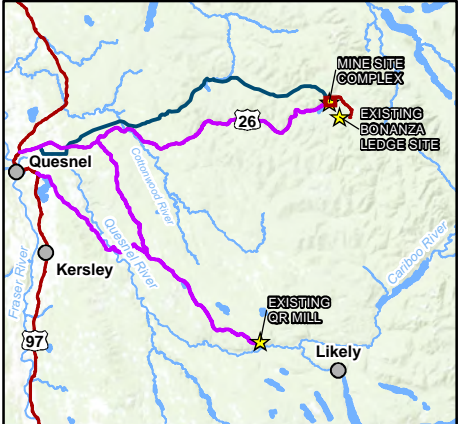 MINE SITE
COMPLEX
EXISTING
BONANZA
LEDGE SITE
26
Quesnel
Cottonwood River
Quesnel River
Cariboo River
Fraser River
Kersley
EXISTING
QR MILL
97
Likely